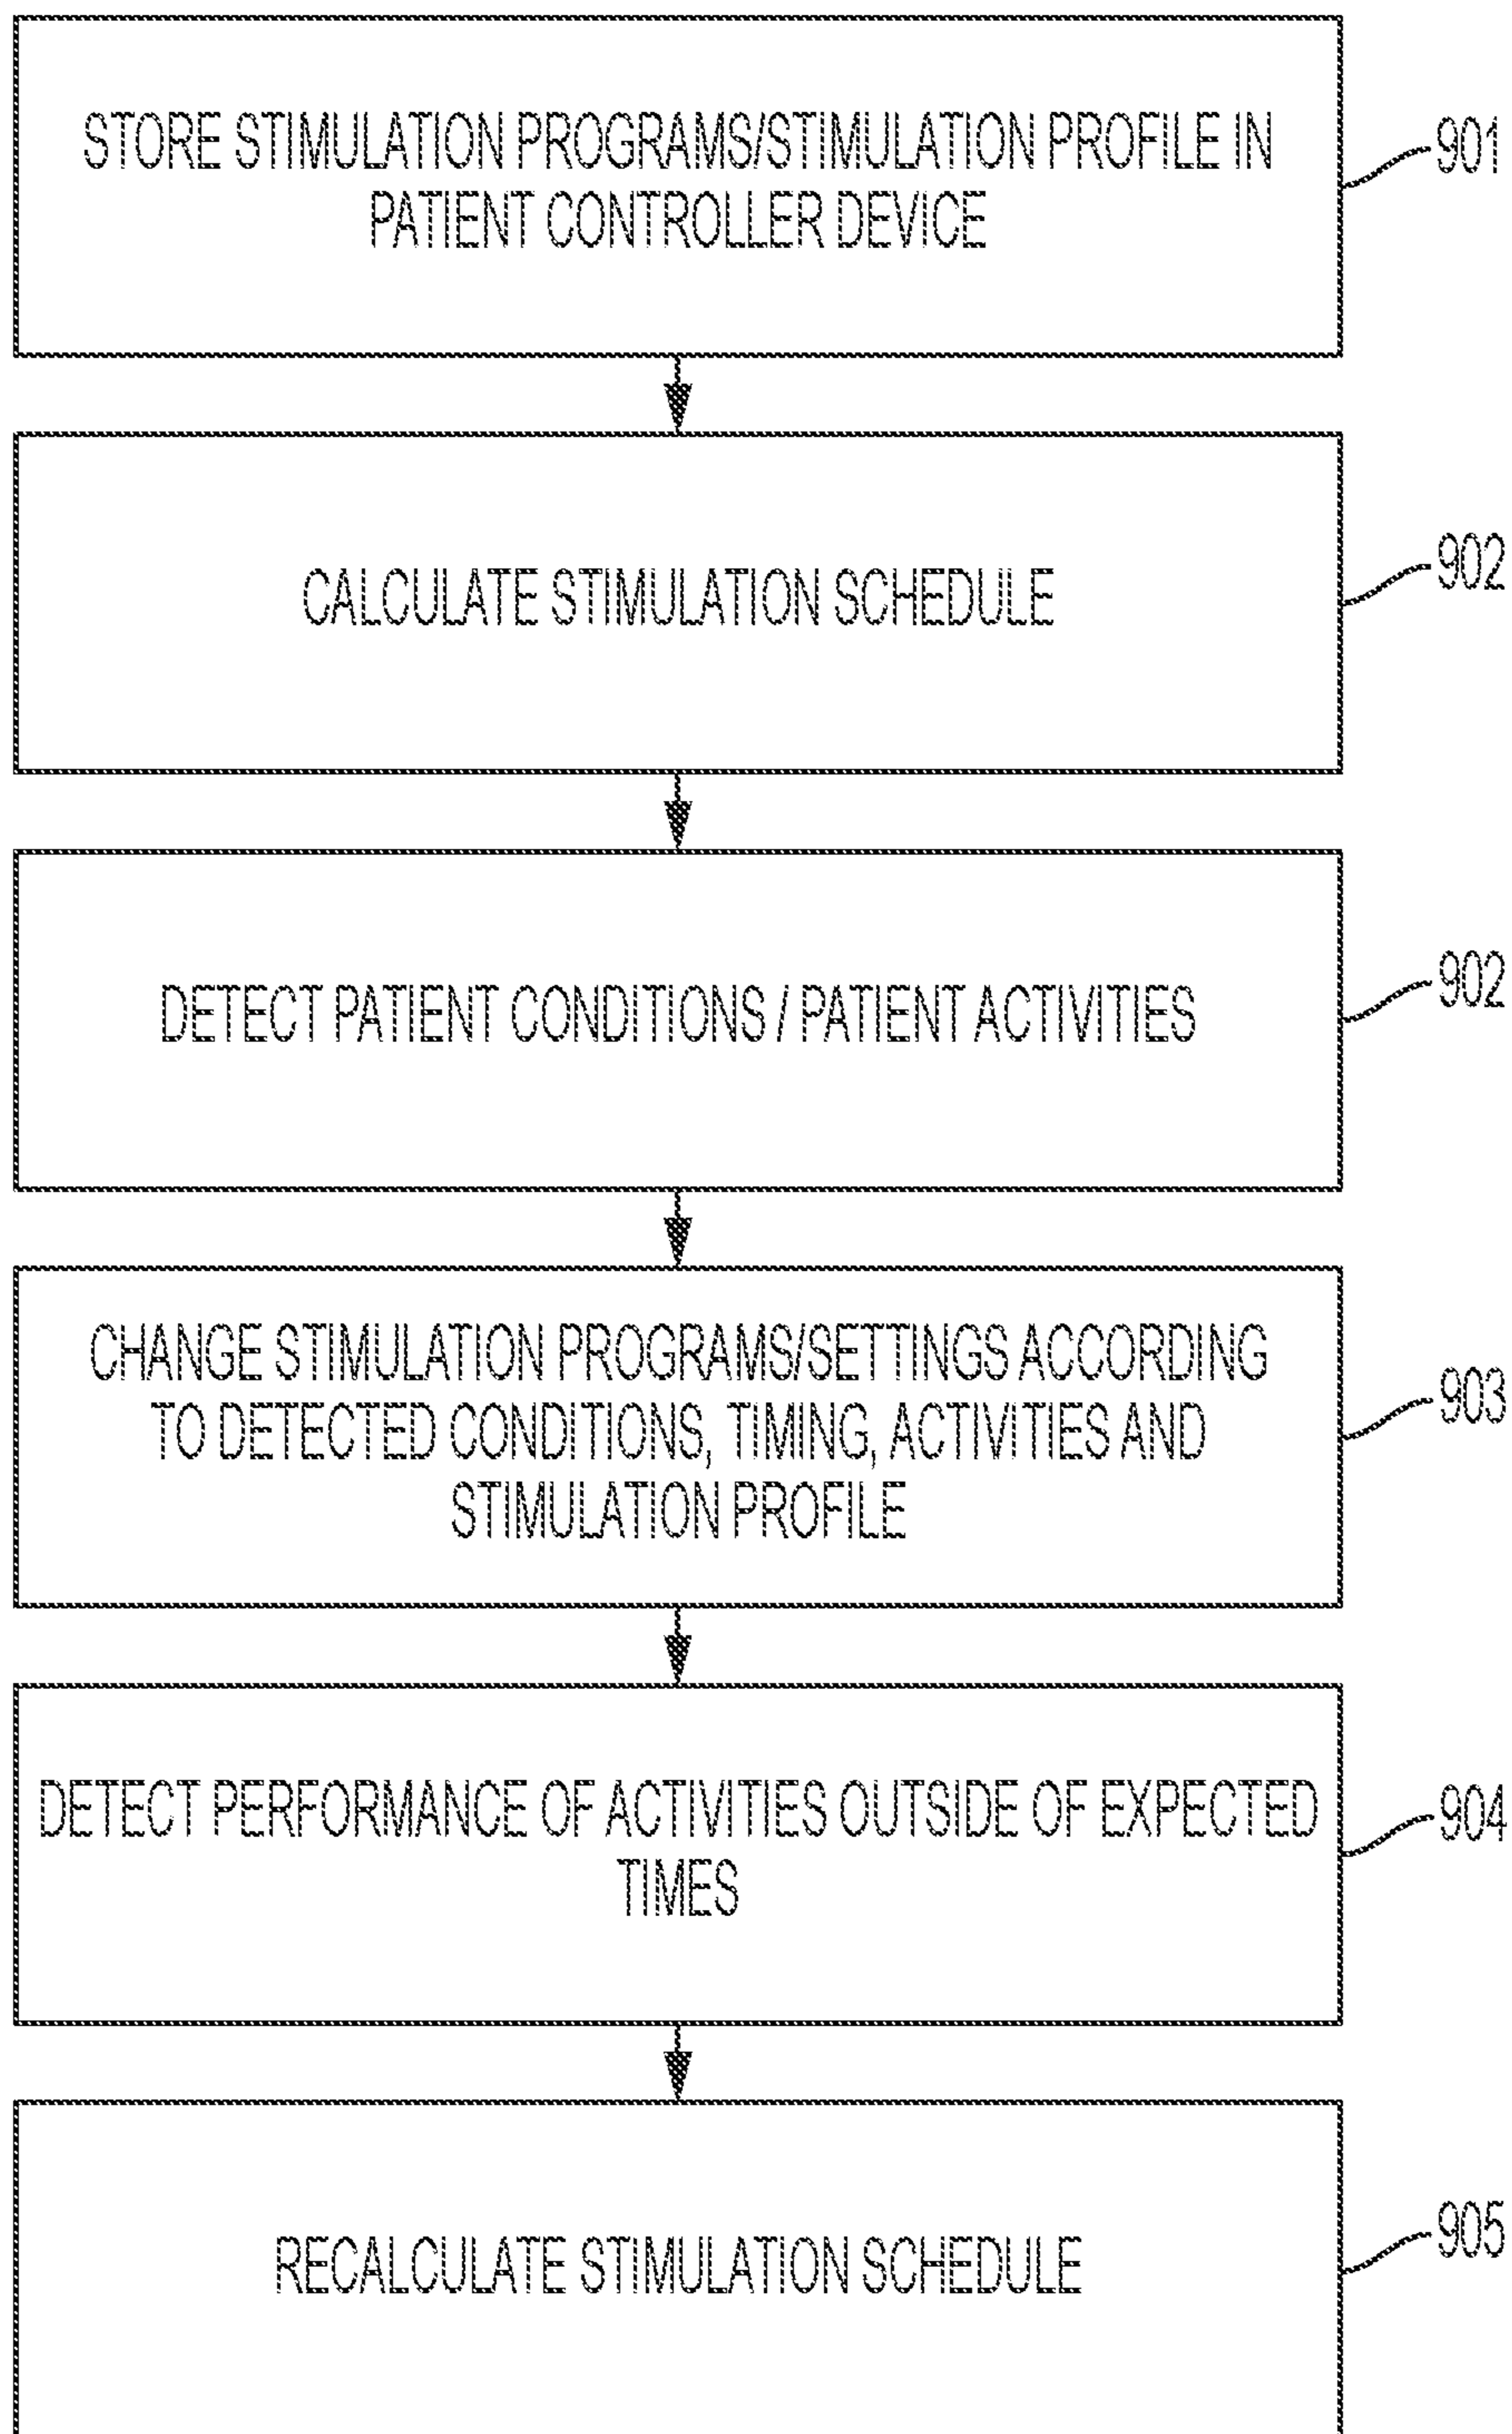 STORE STIMULATION PROGRAMS/STIMULATION PROFILE IN
PATIENT CONTROLLER DEVICE
901
CALCULATE STIMULATION SCHEDULE
902
DETECT PATIENT CONDITIONS / PATIENT ACTIVITIES
902
CHANGE STIMULATION PROGRAMS/SETTINGS ACCORDING
TO DETECTED CONDITIONS, TIMING, ACTIVITIES AND
STIMULATION PROFILE
903
DETECT PERFORMANCE OF ACTIVITIES OUTSIDE OF EXPECTED
TIMES
904
RECALCULATE STIMULATION SCHEDULE
905